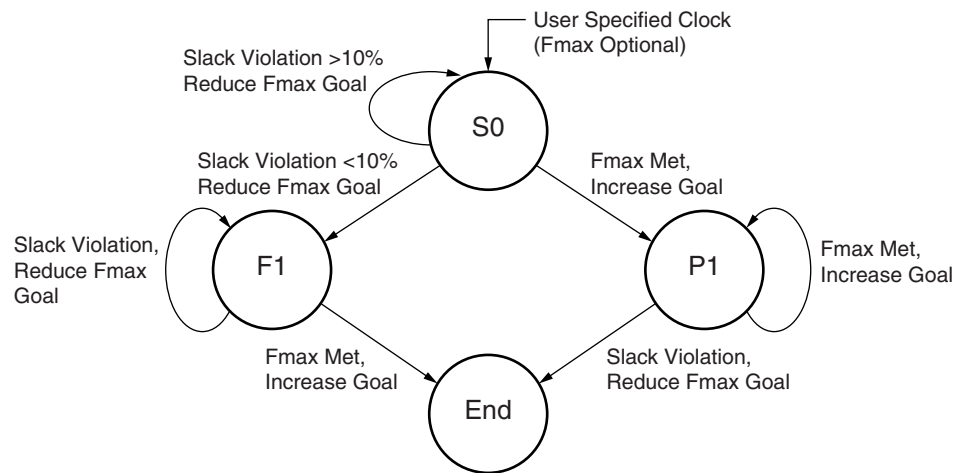 User Specified Clock
(Fmax Optional)
Slack Violation >10%
Reduce Fmax Goal
S0
Slack Violation <10%
Reduce Fmax Goal
Fmax Met,
Increase Goal
Slack Violation,
Reduce Fmax
Goal
F1
P1
Fmax Met,
Increase Goal
Fmax Met,
Increase Goal
Slack Violation,
Reduce Fmax Goal
End